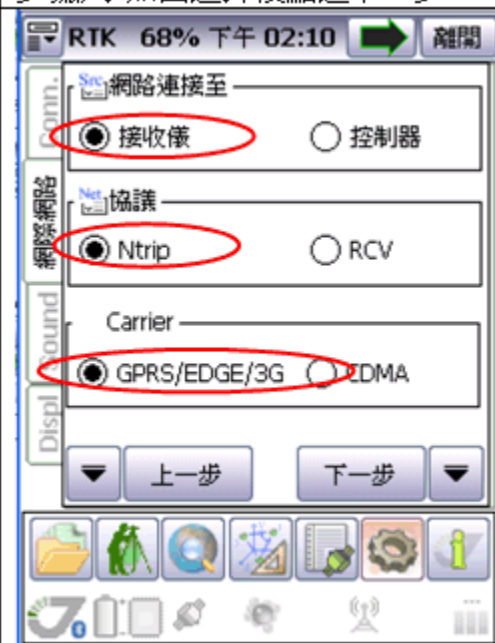 RTK 68% 下午 02:10 離開
Src 網路連接至
接收儀 控制器
Conn.
網際網路
Net 協議
Ntrip RCV
Sound
Carrier
GPRS/EDGE/3G CDMA
Displ
上一步 下一步